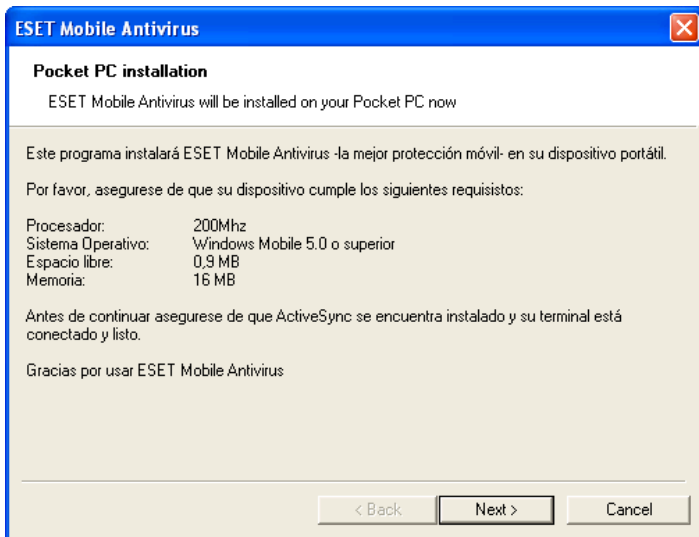 ESET Mobile Antivirus
Pocket PC installation
ESET Mobile Antivirus will be installed on your Pocket PC now
Este programa instalará ESET Mobile Antivirus -la mejor protección móvil- en su dispositivo portátil.
Por favor, asegurese de que su dispositivo cumple los siguientes requisistos:
Procesador: 200Mhz
Sistema Operativo: Windows Mobile 5.0 o superior
Espacio libre: 0,9 MB
Memoria: 16 MB
Antes de continuar asegurese de que ActiveSync se encuentra instalado y su terminal está
conectado y listo.
Gracias por usar ESET Mobile Antivirus
< Back Next > Cancel